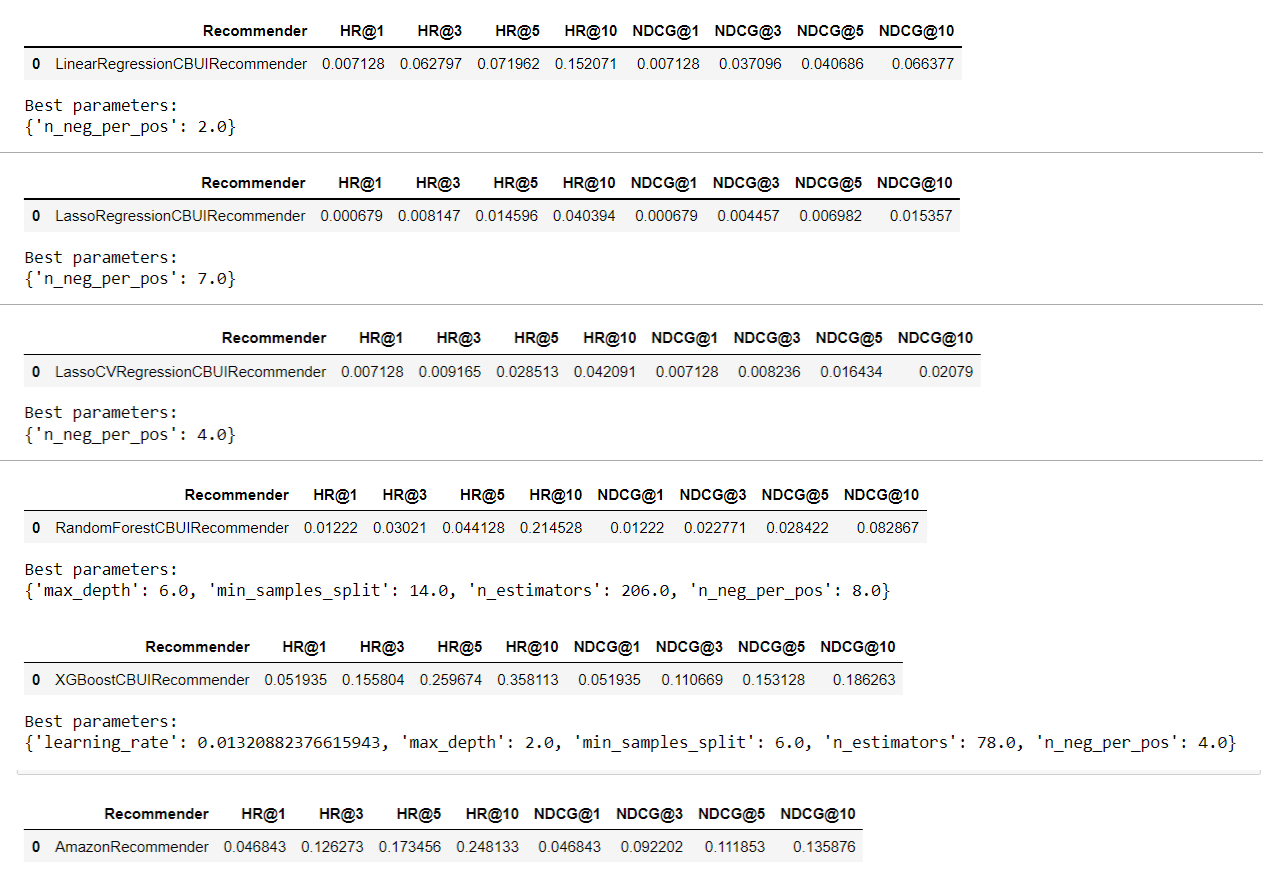 Recommender HR@1 HR@3 HR@5 HR@10 NDCG@1 NDCG@3 NDCG@5 NDCG@10
0 LinearRegressionCBUIRecommender 0.007128 0.062797 0.071962 0.152071 0.007128 0.037096 0.040686 0.066377
Best parameters:
{'n_neg_per_pos': 2.0}
Recommender HR@1 HR@3 HR@5 HR@10 NDCG@1 NDCG@3 NDCG@5 NDCG@10
0 LassoRegressionCBUIRecommender 0.000679 0.008147 0.014596 0.040394 0.000679 0.004457 0.006982 0.015357
Best parameters:
{'n_neg_per_pos': 7.0}
Recommender HR@1 HR@3 HR@5 HR@10 NDCG@1 NDCG@3 NDCG@5 NDCG@10
0 LassoCVRegressionCBUIRecommender 0.007128 0.009165 0.028513 0.042091 0.007128 0.008236 0.016434 0.02079
Best parameters:
{'n_neg_per_pos': 4.0}
Recommender HR@1 HR@3 HR@5 HR@10 NDCG@1 NDCG@3 NDCG@5 NDCG@10
0 RandomForestCBUIRecommender 0.01222 0.03021 0.044128 0.214528 0.01222 0.022771 0.028422 0.082867
Best parameters:
{'max_depth': 6.0, 'min_samples_split': 14.0, 'n_estimators': 206.0, 'n_neg_per_pos': 8.0}
Recommender HR@1 HR@3 HR@5 HR@10 NDCG@1 NDCG@3 NDCG@5 NDCG@10
0 XGBoostCBUIRecommender 0.051935 0.155804 0.259674 0.358113 0.051935 0.110669 0.153128 0.186263
Best parameters:
{'learning_rate': 0.01320882376615943, 'max_depth': 2.0, 'min_samples_split': 6.0, 'n_estimators': 78.0, 'n_neg_per_pos': 4.0}
Recommender HR@1 HR@3 HR@5 HR@10 NDCG@1 NDCG@3 NDCG@5 NDCG@10
0 AmazonRecommender 0.046843 0.126273 0.173456 0.248133 0.046843 0.092202 0.111853 0.135876